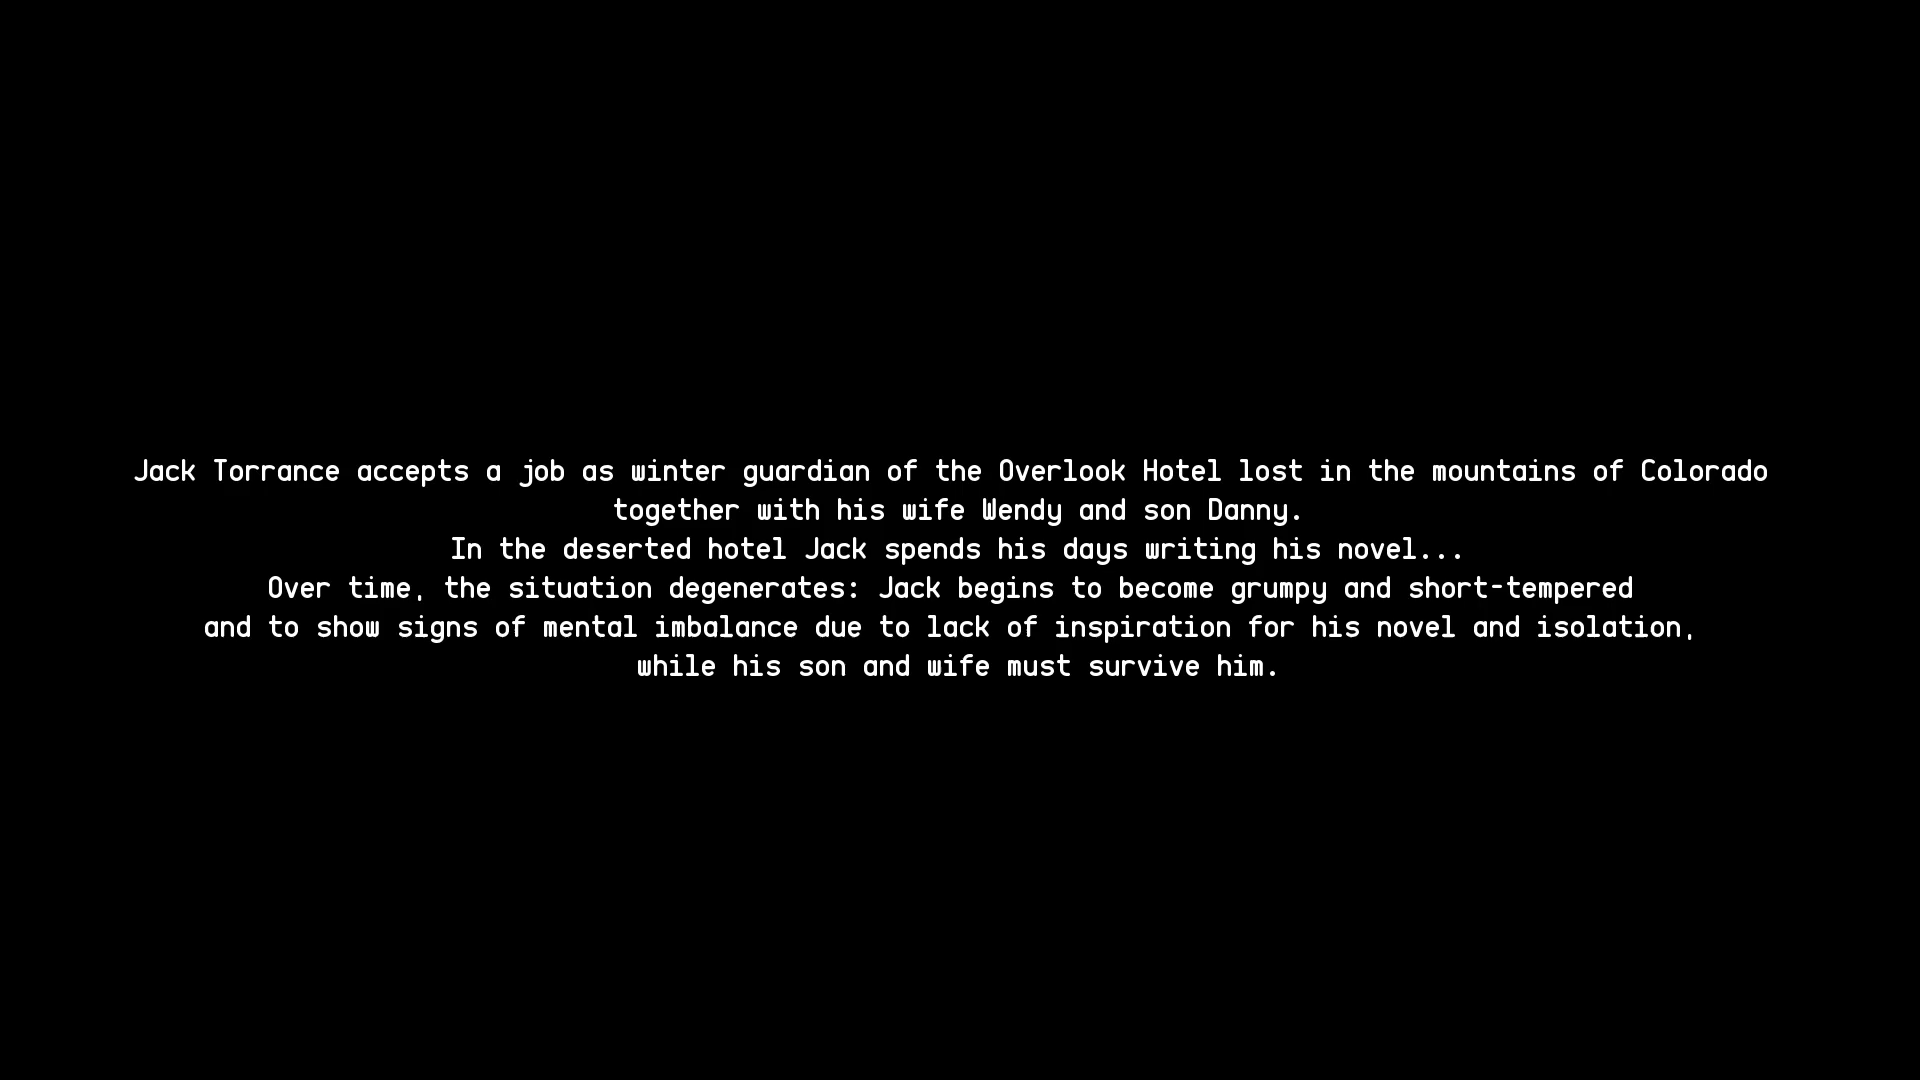 Jack Torrance accepts a job as winter guardian of the Overlook Hotel lost in the mountains of Colorado
together with his wife Wendy and son Danny.
In the deserted hotel Jack spends his days writing his novel...
Over time, the situation degenerates: Jack begins to become grumpy and short-tempered
and to show signs of mental imbalance due to lack of inspiration for his novel and isolation,
while his son and wife must survive him.